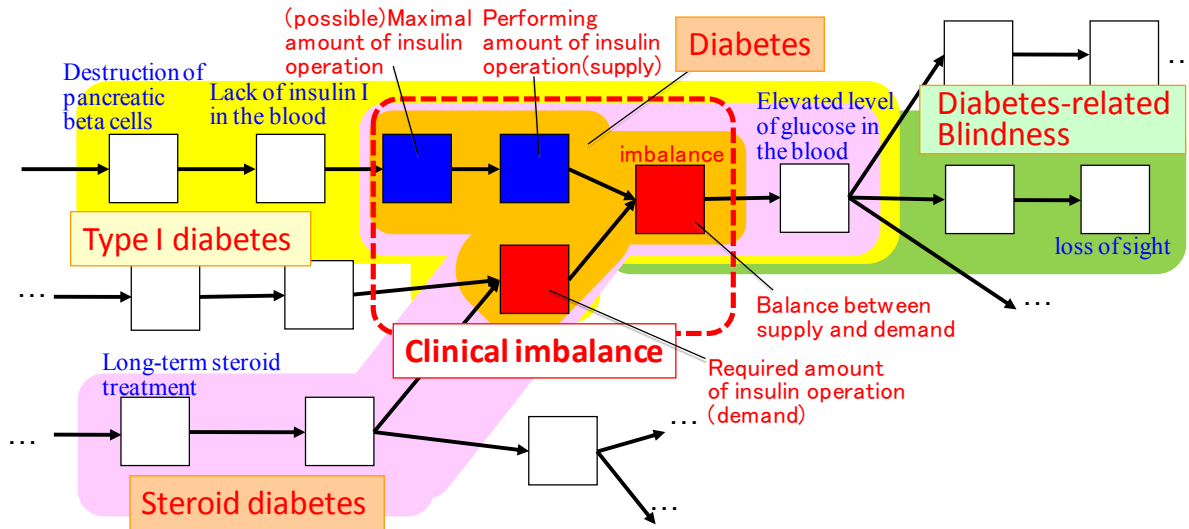 (possible)Maximal
amount of insulin
operation
Performing
amount of insulin
operation(supply)
Diabetes
...
Destruction of
pancreatic
beta cells
Lack of insulin I
in the blood
Elevated level
of glucose in
the blood
Diabetes-related
Blindness
imbalance
Type I diabetes
loss of sight
...
...
Balance between
supply and demand
Clinical imbalance
Long-term steroid
treatment
Required amount
of insulin operation
(demand)
...
...
Steroid diabetes
...